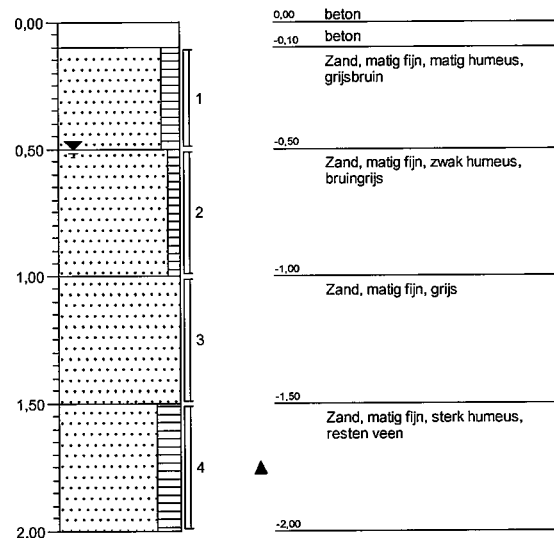 0,00
0,50
1,00
1,50
2,00
1
2
3
4
0,00 beton
-0,10 beton
Zand, matig fijn, matig humeus,
grijsbruin
-0,50
Zand, matig fijn, zwak humeus,
bruingrijs
-1,00
Zand, matig fijn, grijs
-1,50
Zand, matig fijn, sterk humeus,
resten veen
-2,00